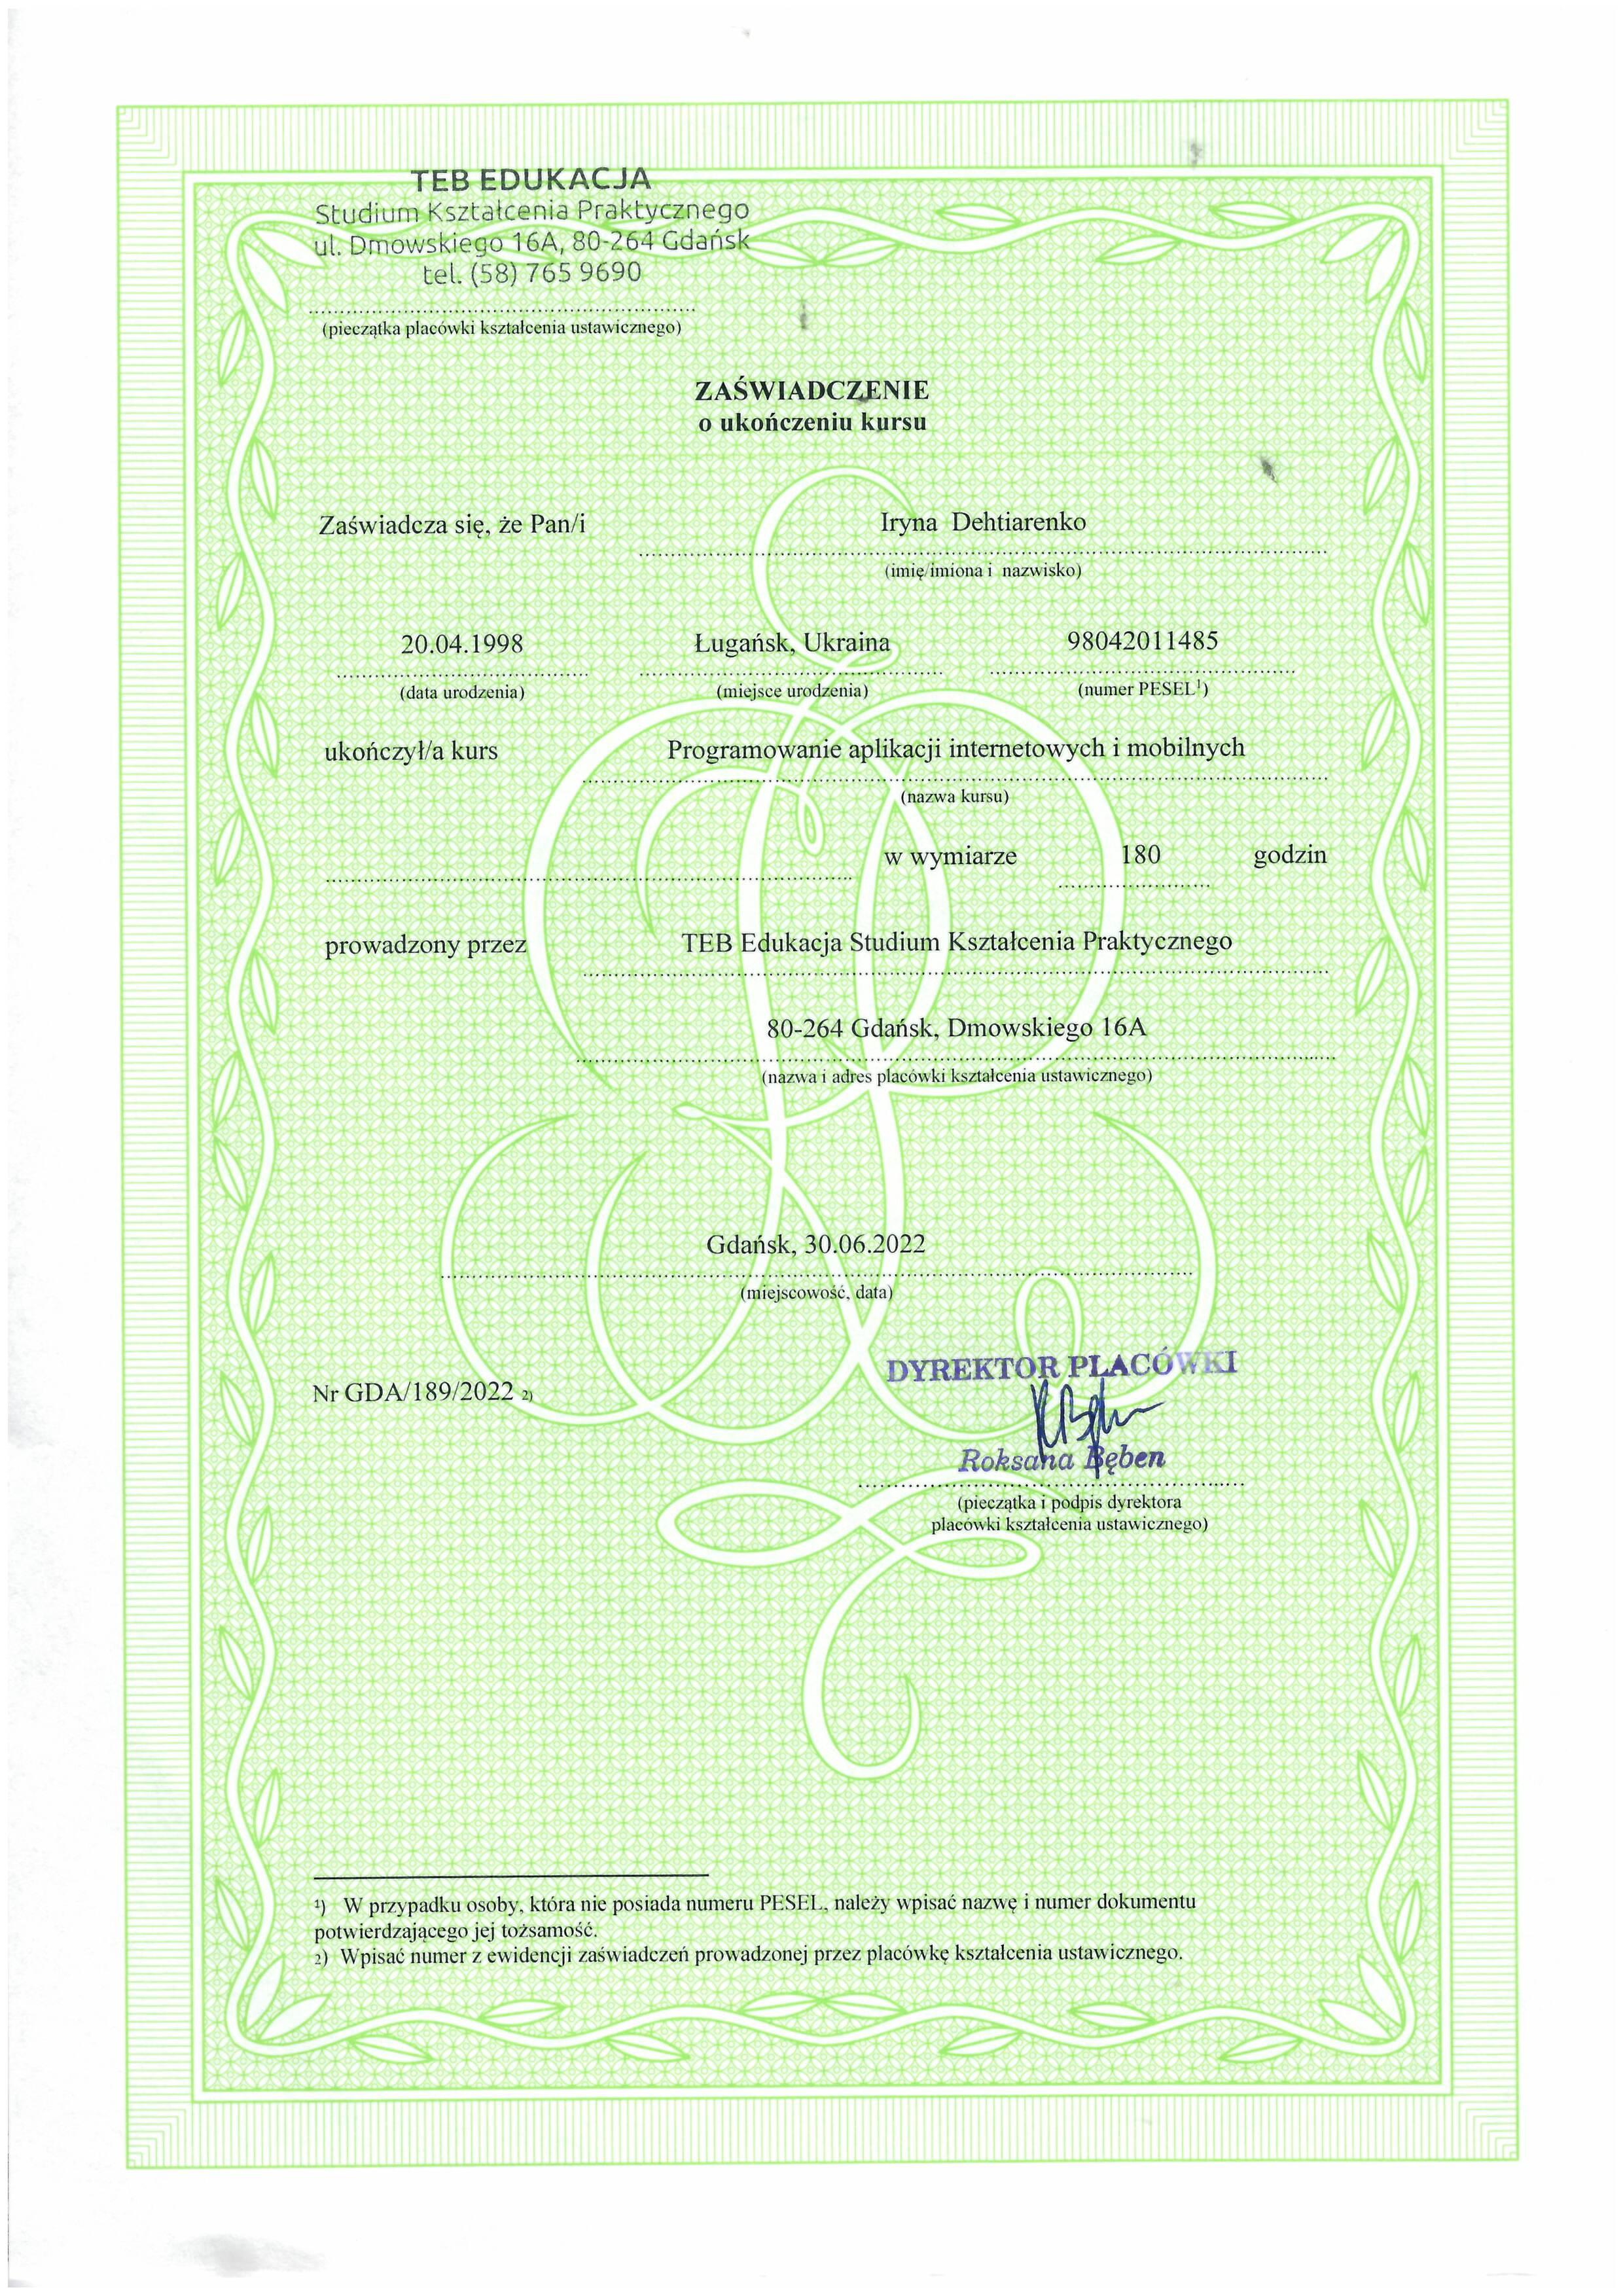 TEB EDUKACJA
Studium Kształcenia Praktycznego
ul. Dmowskiego 16A, 80-264 Gdańsk
tel. (58) 765 9690
(pieczątka placówki kształcenia ustawicznego)
ZAŚWIADCZENIE
o ukończeniu kursu
Zaświadcza się, że Pan/i Iryna Dehtiarenko
(imię/imiona i nazwisko)
20.04.1998 Ługańsk, Ukraina 98042011485
(data urodzenia) (miejsce urodzenia) (numer PESEL¹)
ukończył/a kurs Programowanie aplikacji internetowych i mobilnych
(nazwa kursu)
w wymiarze 180 godzin
prowadzony przez TEB Edukacja Studium Kształcenia Praktycznego
80-264 Gdańsk, Dmowskiego 16A
(nazwa i adres placówki kształcenia ustawicznego)
Gdańsk, 30.06.2022
(miejscowość, data)
DYREKTOR PLACÓWKI
Nr GDA/189/2022 2)
Roksana Bęben
(pieczątka i podpis dyrektora
placówki kształcenia ustawicznego)
¹) W przypadku osoby, która nie posiada numeru PESEL, należy wpisać nazwę i numer dokumentu
potwierdzającego jej tożsamość.
2) Wpisać numer z ewidencji zaświadczeń prowadzonej przez placówkę kształcenia ustawicznego.